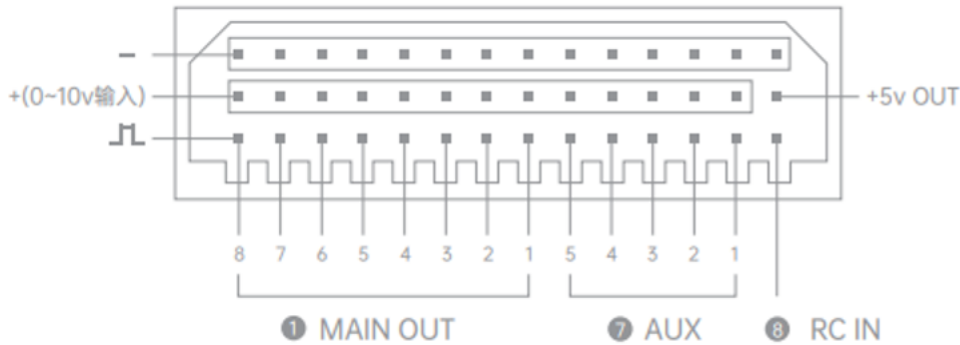 −
+(0~10v输入)
+5v OUT
8 7 6 5 4 3 2 1 5 4 3 2 1
❶ MAIN OUT ❼ AUX ❽ RC IN